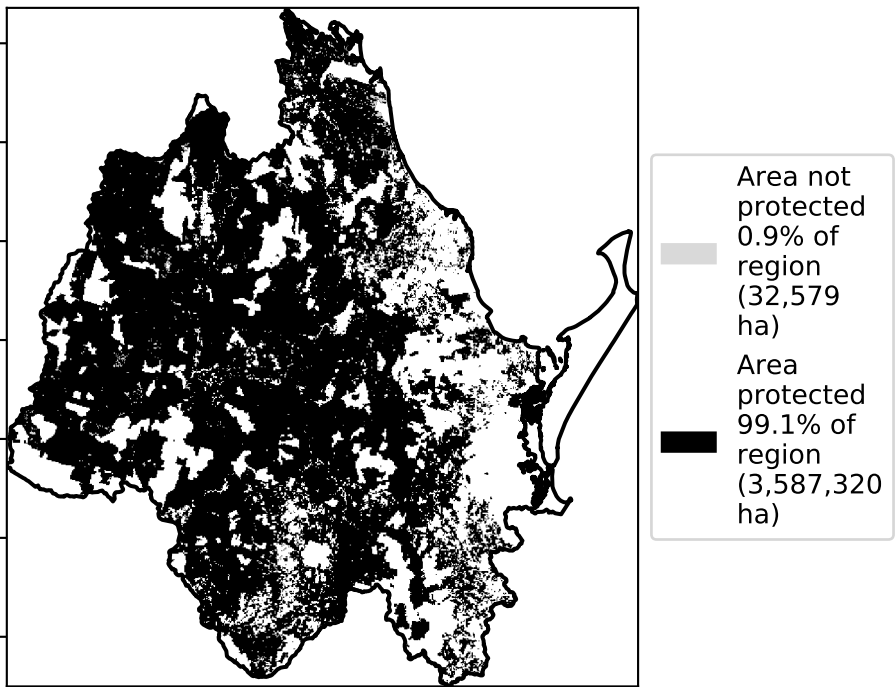 Area not
protected
0.9% of
region
(32,579
ha)
Area
protected
99.1% of
region
(3,587,320
ha)